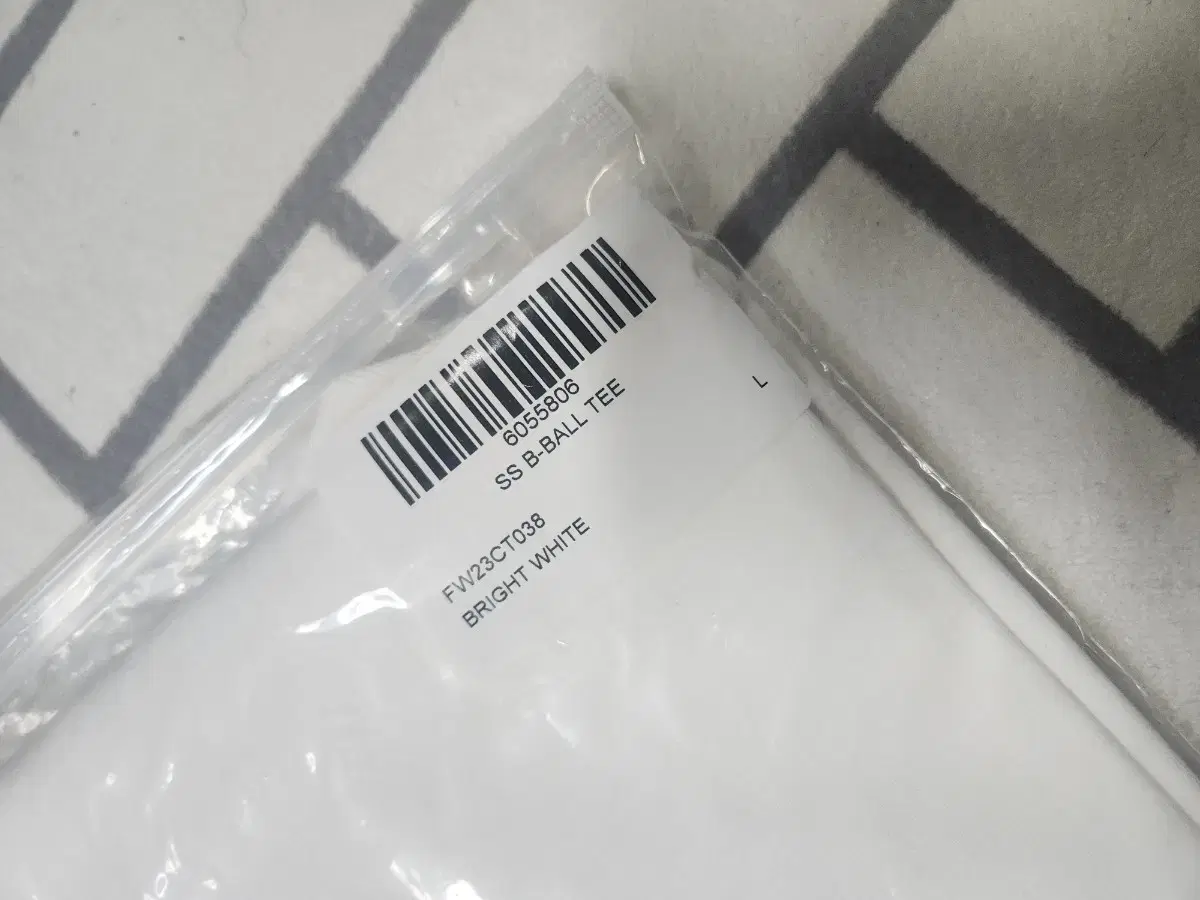 6055806
SS B-BALL TEE
L
FW23CT038
BRIGHT WHITE